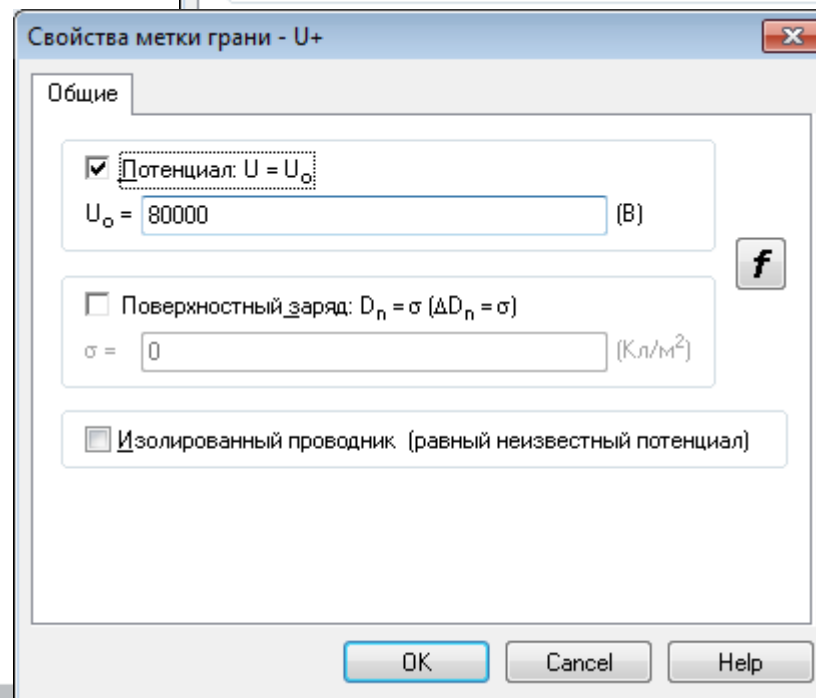 Свойства метки грани - U+
Общие
Потенциал: U = Uo
Uo = 80000 (В)
f
Поверхностный заряд: Dn = σ (ΔDn = σ)
σ = 0 (Кл/м²)
Изолированный проводник (равный неизвестный потенциал)
OK Cancel Help